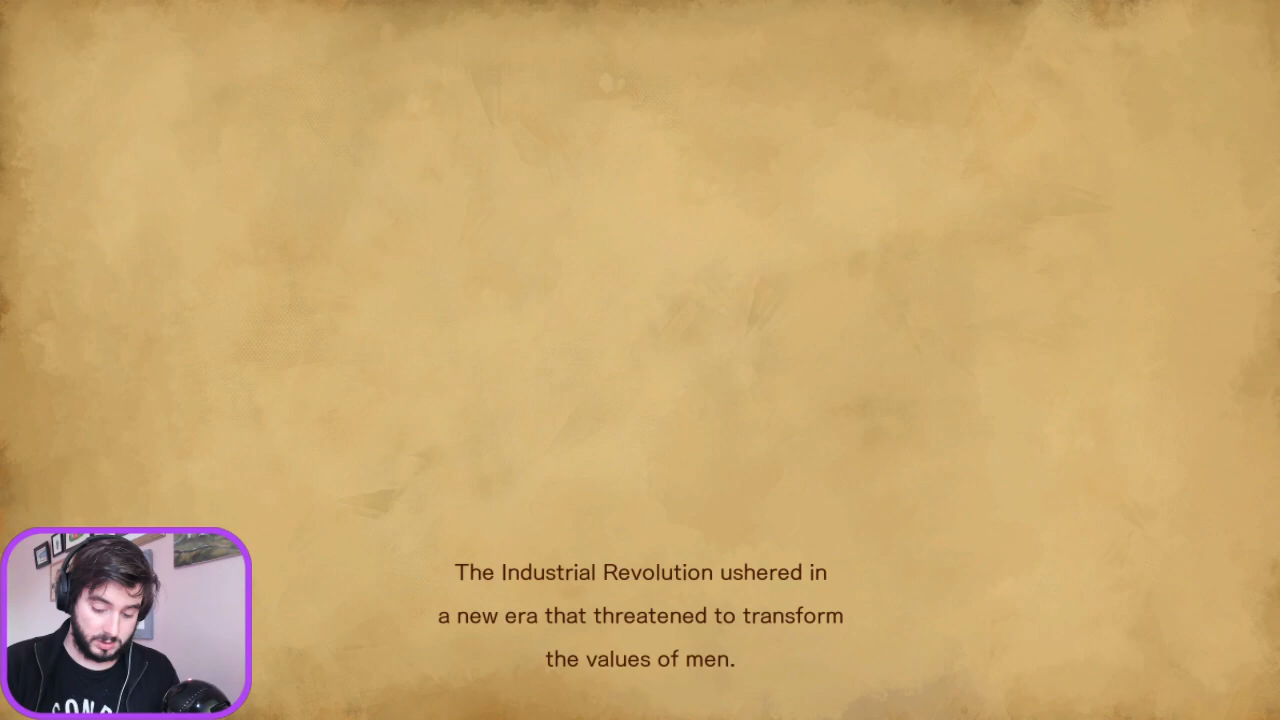 The Industrial Revolution ushered in
a new era that threatened to transform
the values of men.